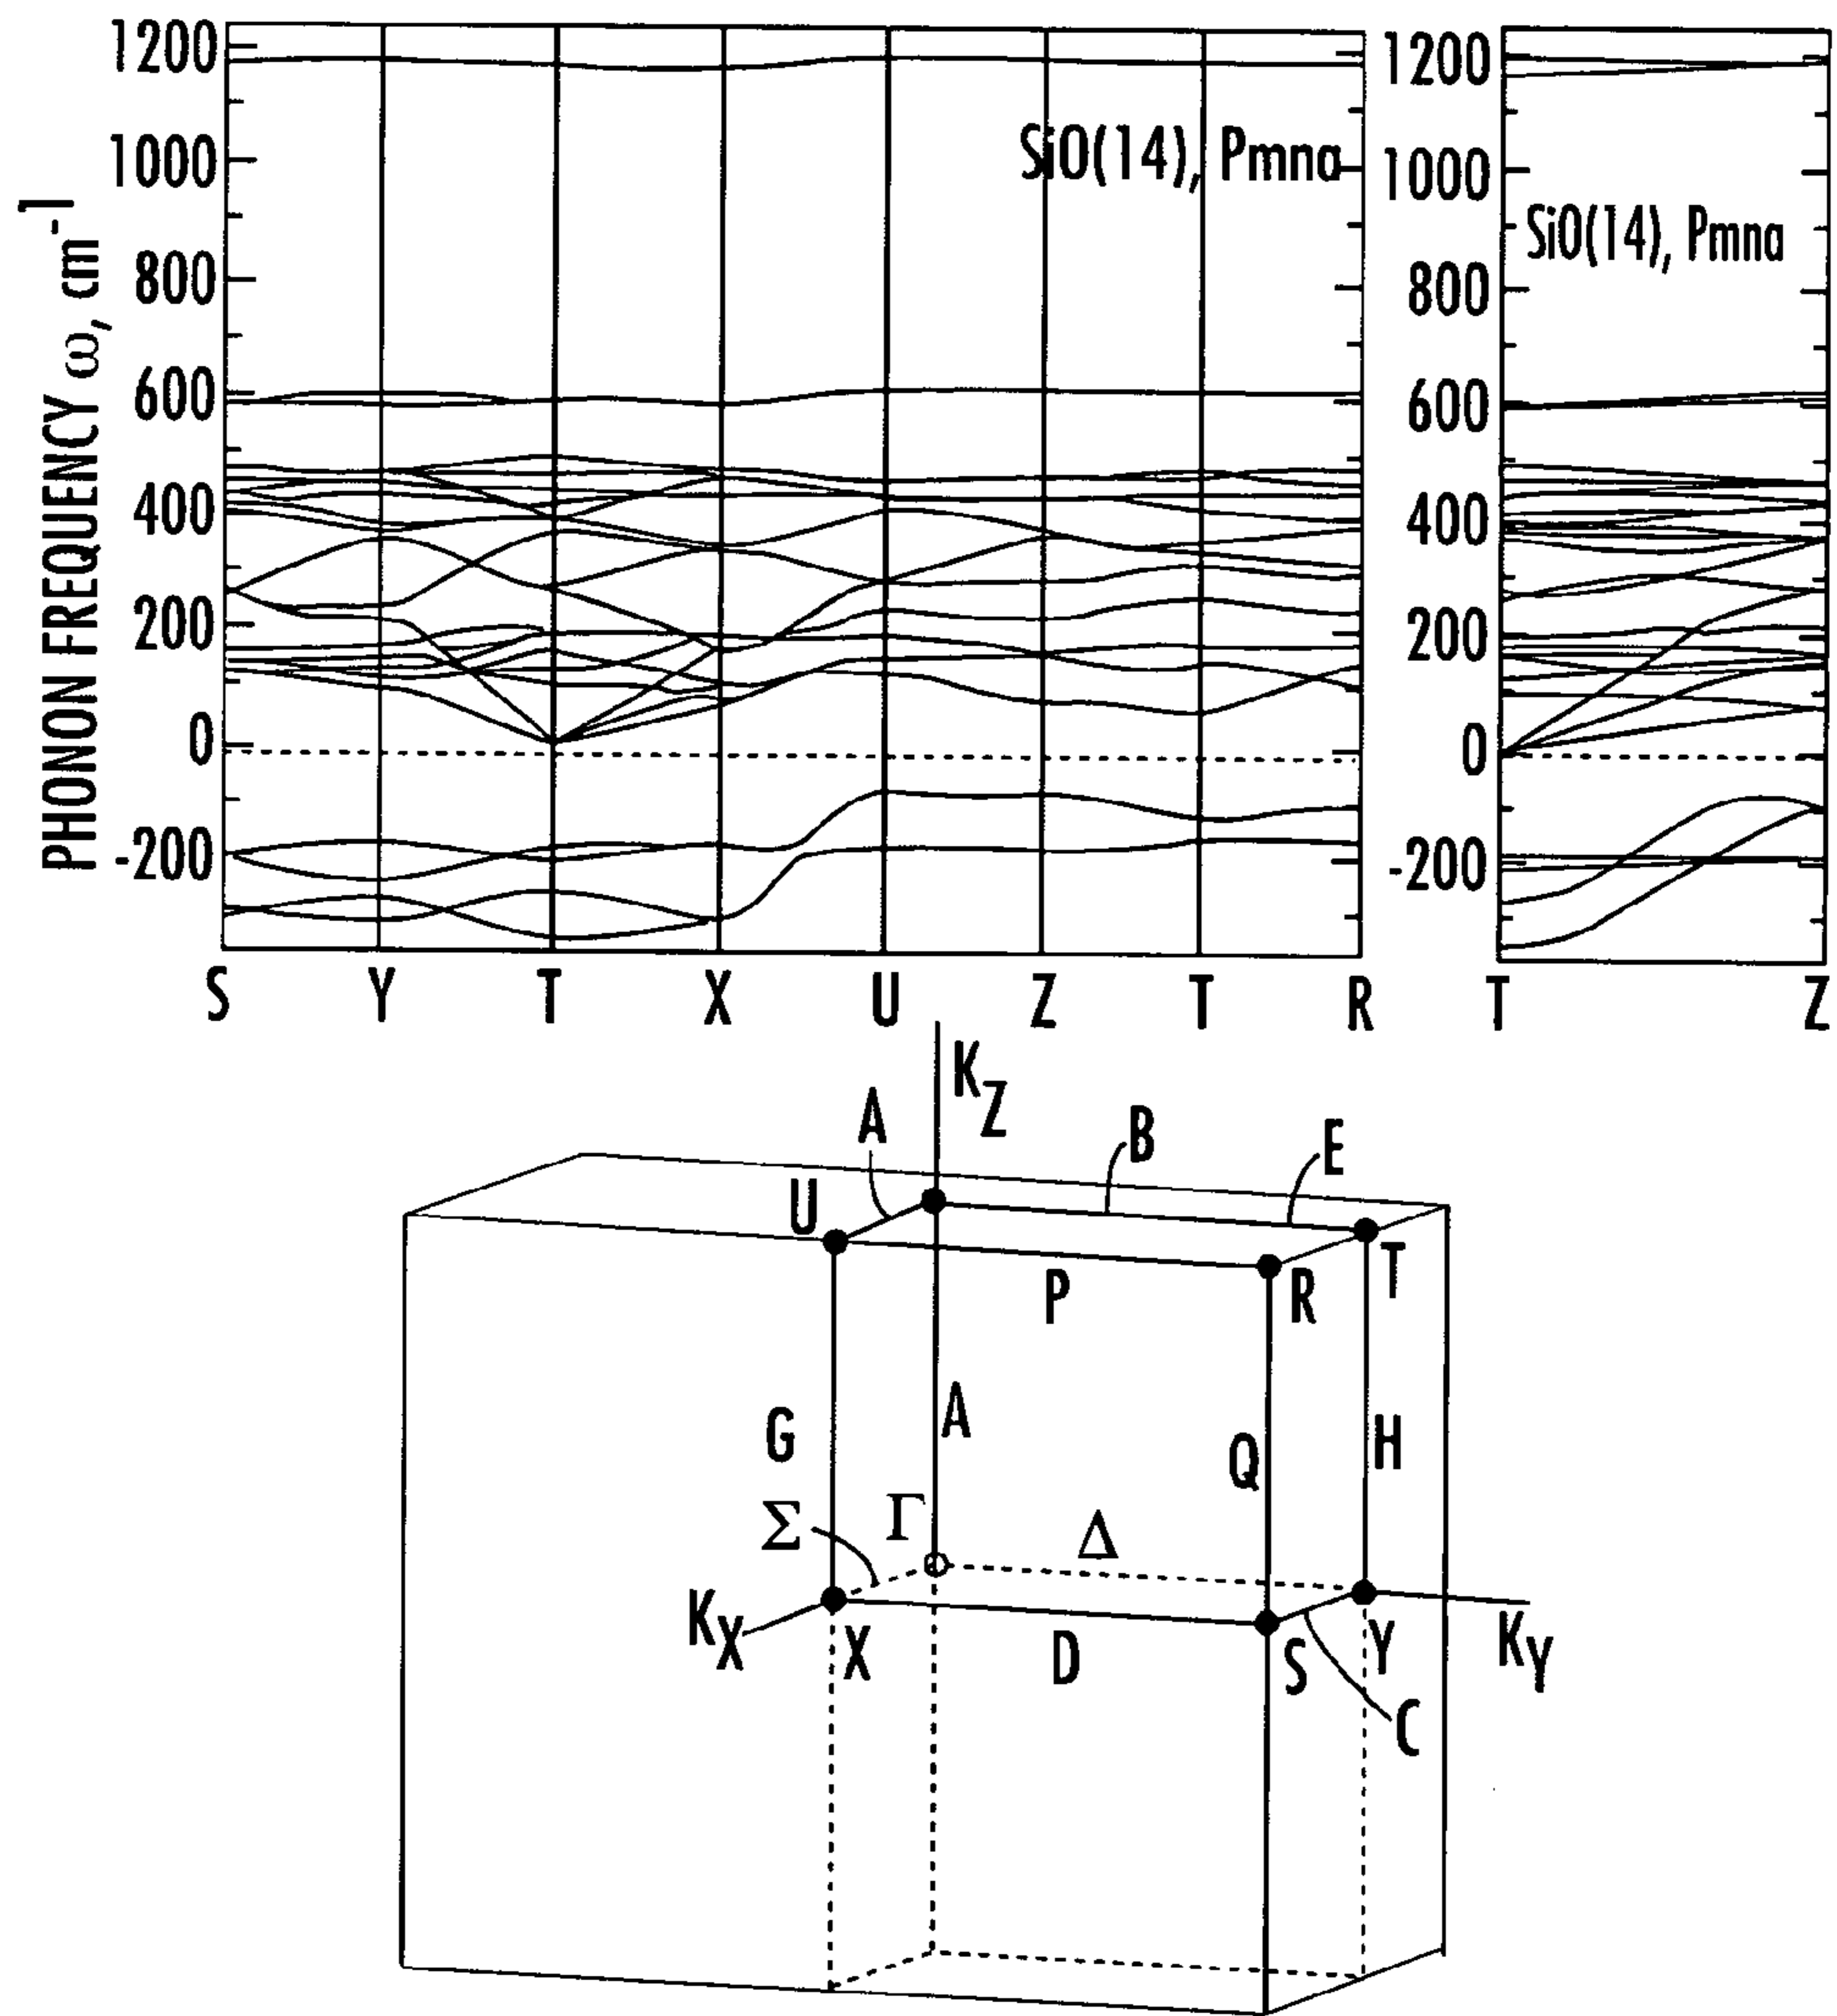 PHONON FREQUENCY ω, cm-1
1200
1000
800
600
400
200
0
-200
SiO(14), Pmna
S Y T X U Z T R
1200
1000
800
600
400
200
0
-200
SiO(14), Pmna
T Z
KZ
A
B
E
U
T
P
R
G
A
Q
H
Σ
Γ
Δ
KX
X
D
S
Y
KY
C